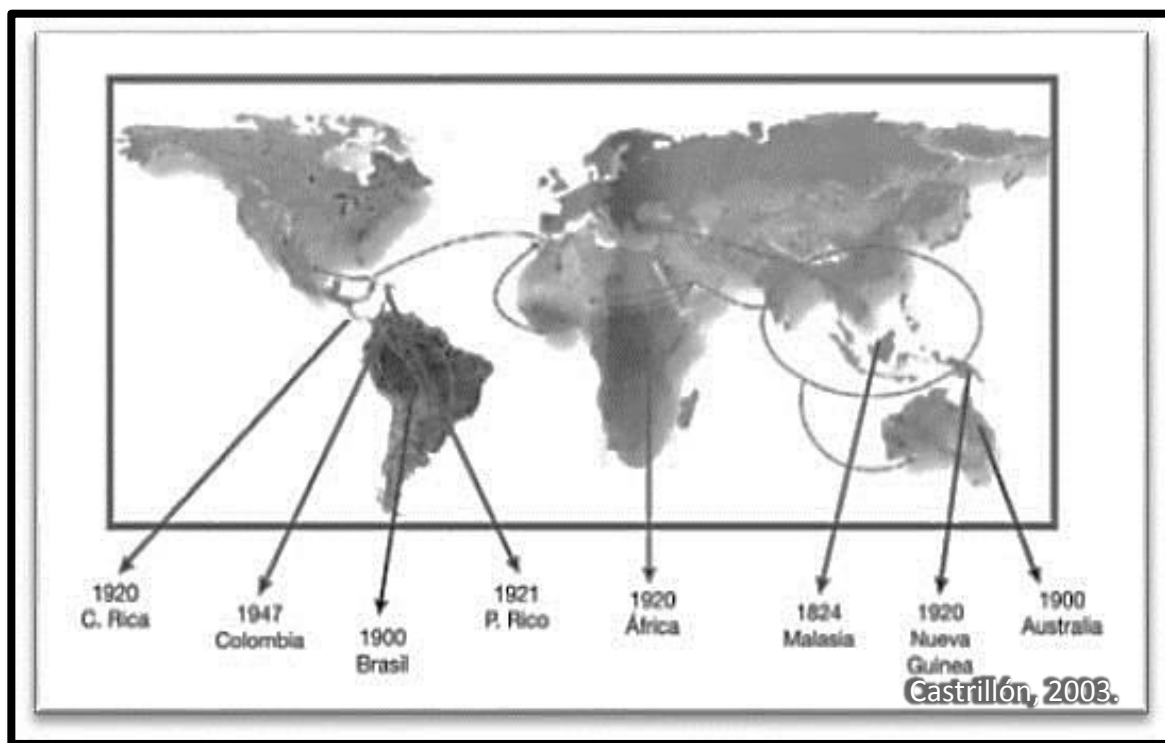 1920
C. Rica
1947
Colombia
1900
Brasil
1921
P. Rico
1920
África
1824
Malasia
1920
Nueva
Guinea
1900
Australia
Castrillón, 2003.